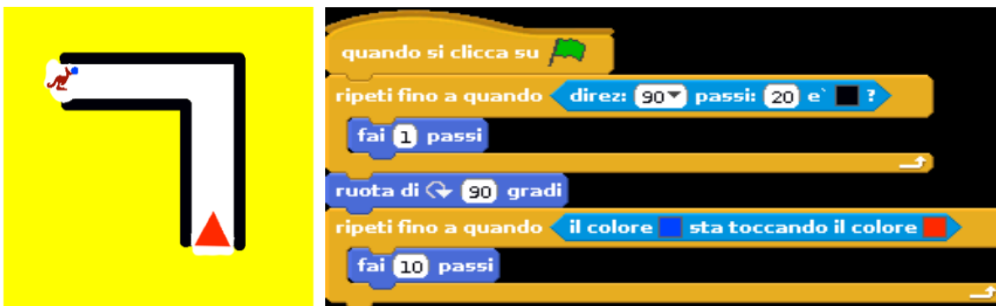 quando si clicca su
ripeti fino a quando direz: 90 passi: 20 e` ?
fai 1 passi
ruota di 90 gradi
ripeti fino a quando il colore sta toccando il colore
fai 10 passi